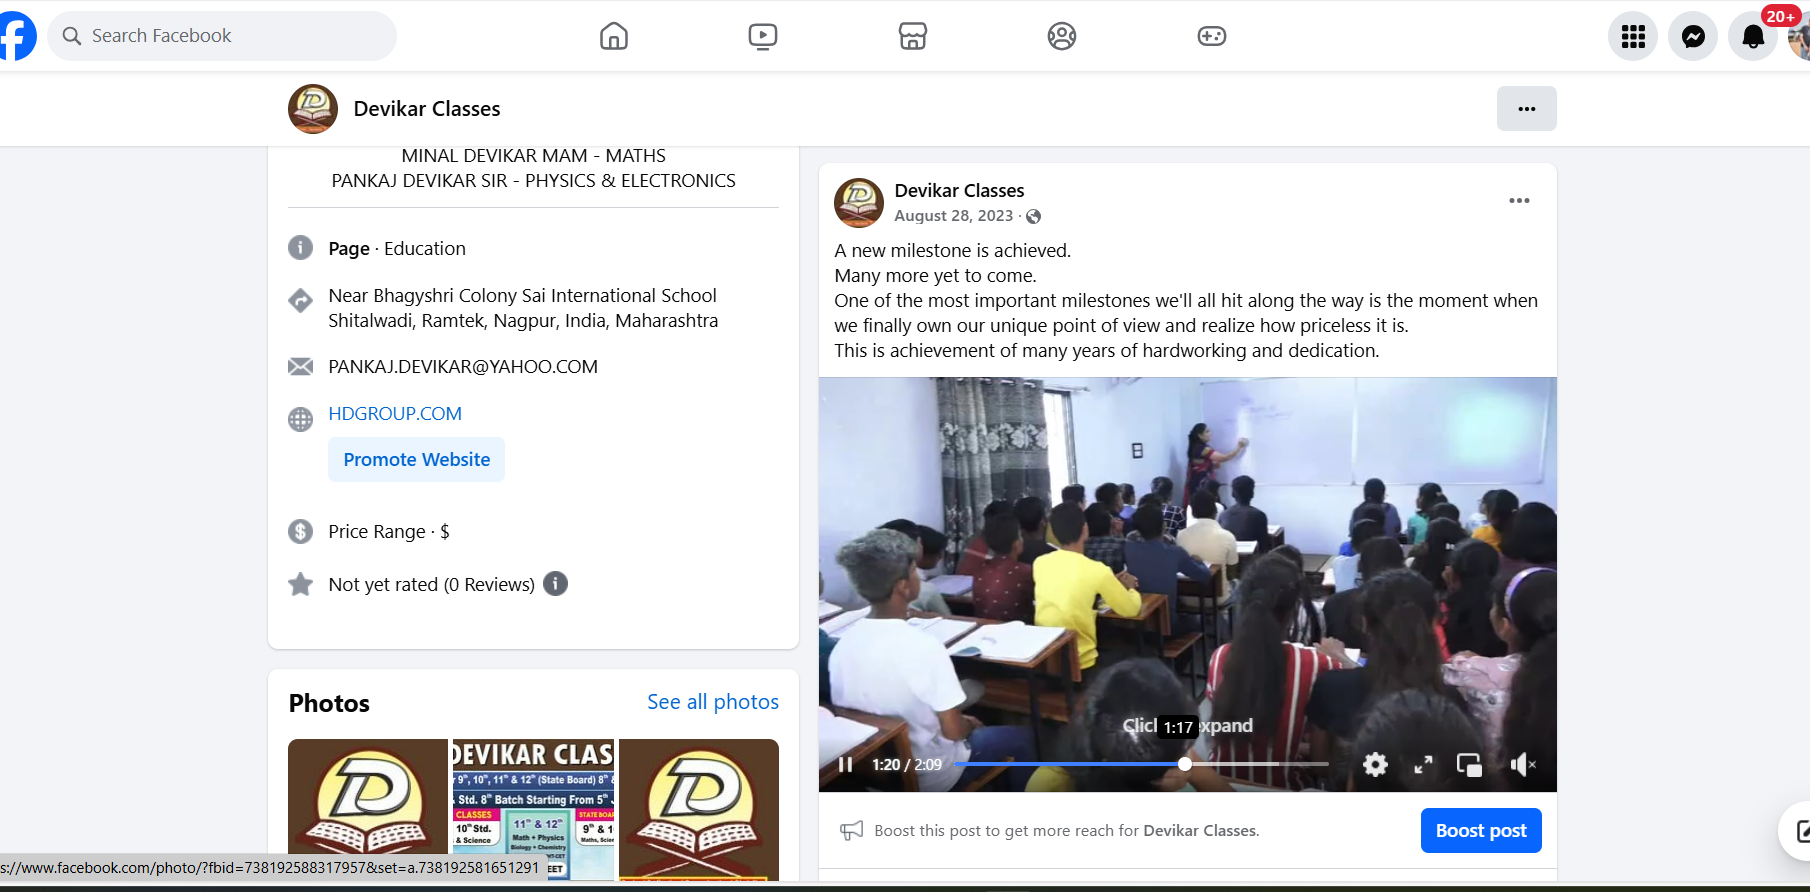 Search Facebook
20+
Devikar Classes
MINAL DEVIKAR MAM - MATHS
PANKAJ DEVIKAR SIR - PHYSICS & ELECTRONICS
Page · Education
Near Bhagyshri Colony Sai International School
Shitalwadi, Ramtek, Nagpur, India, Maharashtra
PANKAJ.DEVIKAR@YAHOO.COM
HDGROUP.COM
Promote Website
Price Range · $
Not yet rated (0 Reviews)
Photos
See all photos
DEVIKAR CLAS
9th, 10th, 11th & 12th (State Board) 8th &
Std. 8th Batch Starting From 5th
CLASSES
10th Std.
& Science
11th & 12th
Math + Physics
Biology + Chemistry
STATE BOAR
9th & 1
s://www.facebook.com/photo/?fbid=738192588317957&set=a.738192581651291
Devikar Classes
August 28, 2023 ·
A new milestone is achieved.
Many more yet to come.
One of the most important milestones we'll all hit along the way is the moment when
we finally own our unique point of view and realize how priceless it is.
This is achievement of many years of hardworking and dedication.
1:17
1:20 / 2:09
Boost this post to get more reach for Devikar Classes.
Boost post